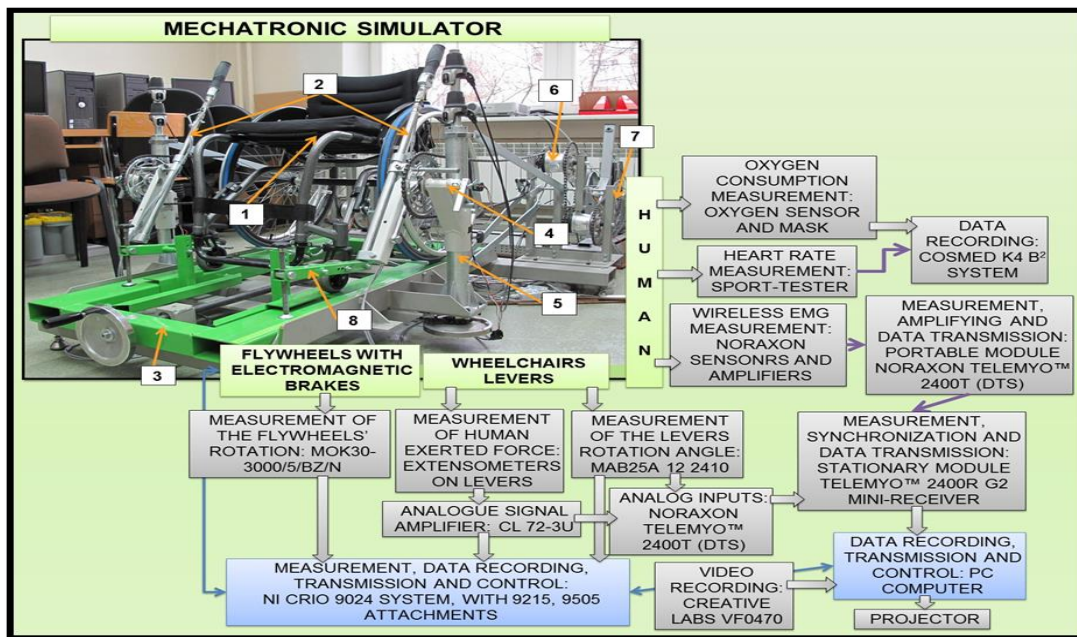 MECHATRONIC SIMULATOR
2
6
7
1
4
5
8
3
H
U
M
A
N
OXYGEN
CONSUMPTION
MEASUREMENT:
OXYGEN SENSOR
AND MASK
DATA
RECORDING:
COSMED K4 B²
SYSTEM
HEART RATE
MEASUREMENT:
SPORT-TESTER
WIRELESS EMG
MEASUREMENT:
NORAXON
SENSONRS AND
AMPLIFIERS
MEASUREMENT,
AMPLIFYING AND
DATA TRANSMISSION:
PORTABLE MODULE
NORAXON TELEMYO™
2400T (DTS)
FLYWHEELS WITH
ELECTROMAGNETIC
BRAKES
WHEELCHAIRS
LEVERS
MEASUREMENT OF
THE FLYWHEELS'
ROTATION: MOK30-
3000/5/BZ/N
MEASUREMENT
OF HUMAN
EXERTED FORCE:
EXTENSOMETERS
ON LEVERS
MEASUREMENT
OF THE LEVERS
ROTATION ANGLE:
MAB25A 12 2410
MEASUREMENT,
SYNCHRONIZATION AND
DATA TRANSMISSION:
STATIONARY MODULE
TELEMYO™ 2400R G2
MINI-RECEIVER
ANALOGUE SIGNAL
AMPLIFIER: CL 72-3U
ANALOG INPUTS:
NORAXON
TELEMYO™
2400T (DTS)
MEASUREMENT, DATA RECORDING,
TRANSMISSION AND CONTROL:
NI CRIO 9024 SYSTEM, WITH 9215, 9505
ATTACHMENTS
VIDEO
RECORDING:
CREATIVE
LABS VF0470
DATA RECORDING,
TRANSMISSION AND
CONTROL: PC
COMPUTER
PROJECTOR